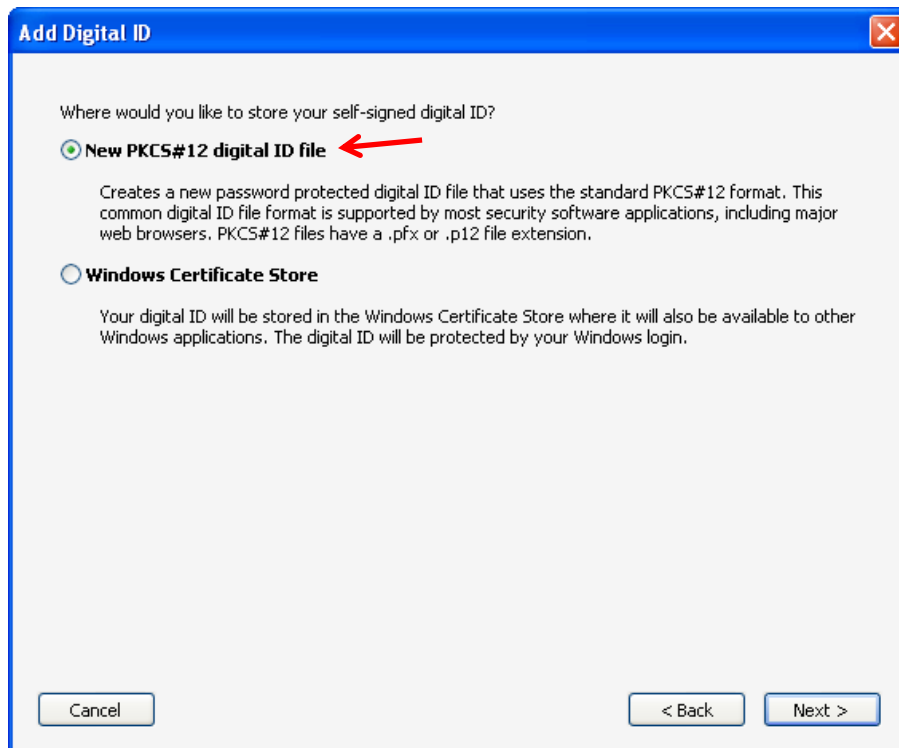 Add Digital ID
Where would you like to store your self-signed digital ID?
New PKCS#12 digital ID file
Creates a new password protected digital ID file that uses the standard PKCS#12 format. This
common digital ID file format is supported by most security software applications, including major
web browsers. PKCS#12 files have a .pfx or .p12 file extension.
Windows Certificate Store
Your digital ID will be stored in the Windows Certificate Store where it will also be available to other
Windows applications. The digital ID will be protected by your Windows login.
Cancel
< Back
Next >